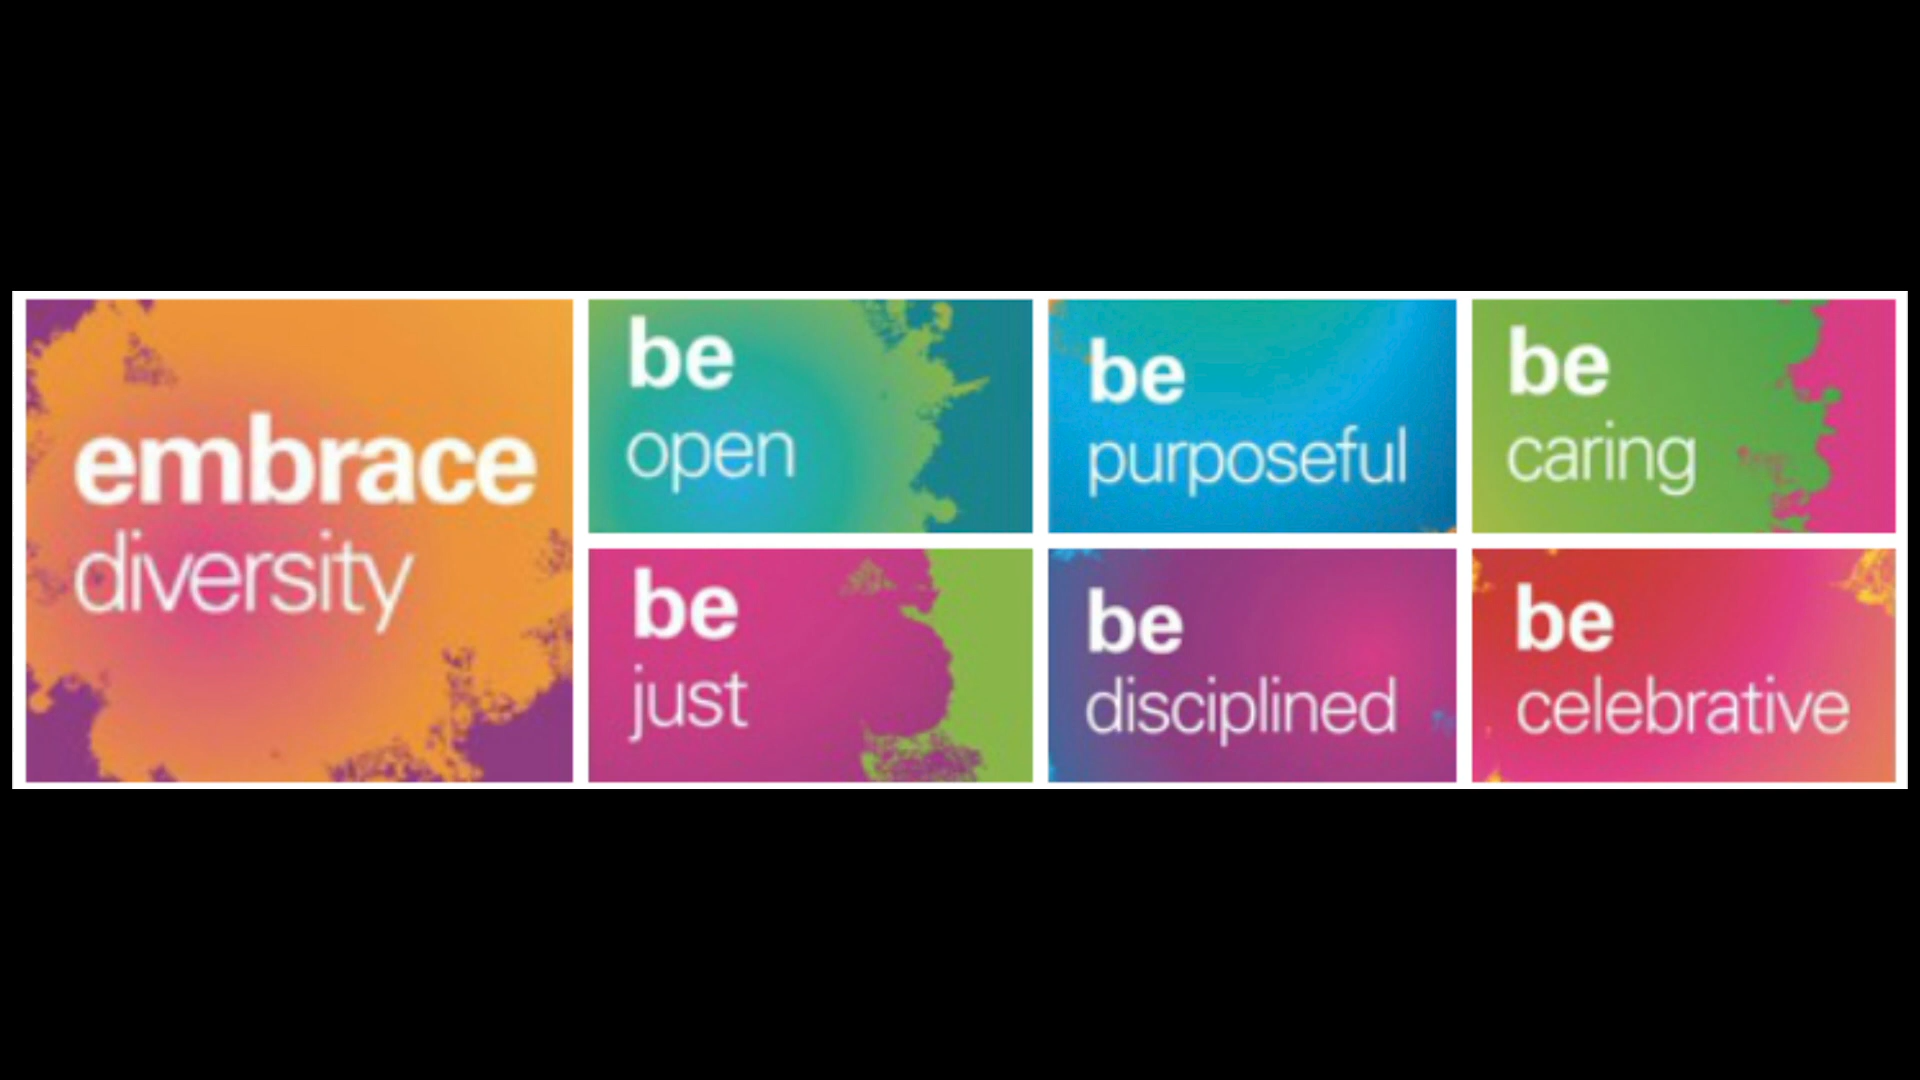 embrace
diversity
be
open
be
purposeful
be
caring
be
just
be
disciplined
be
celebrative